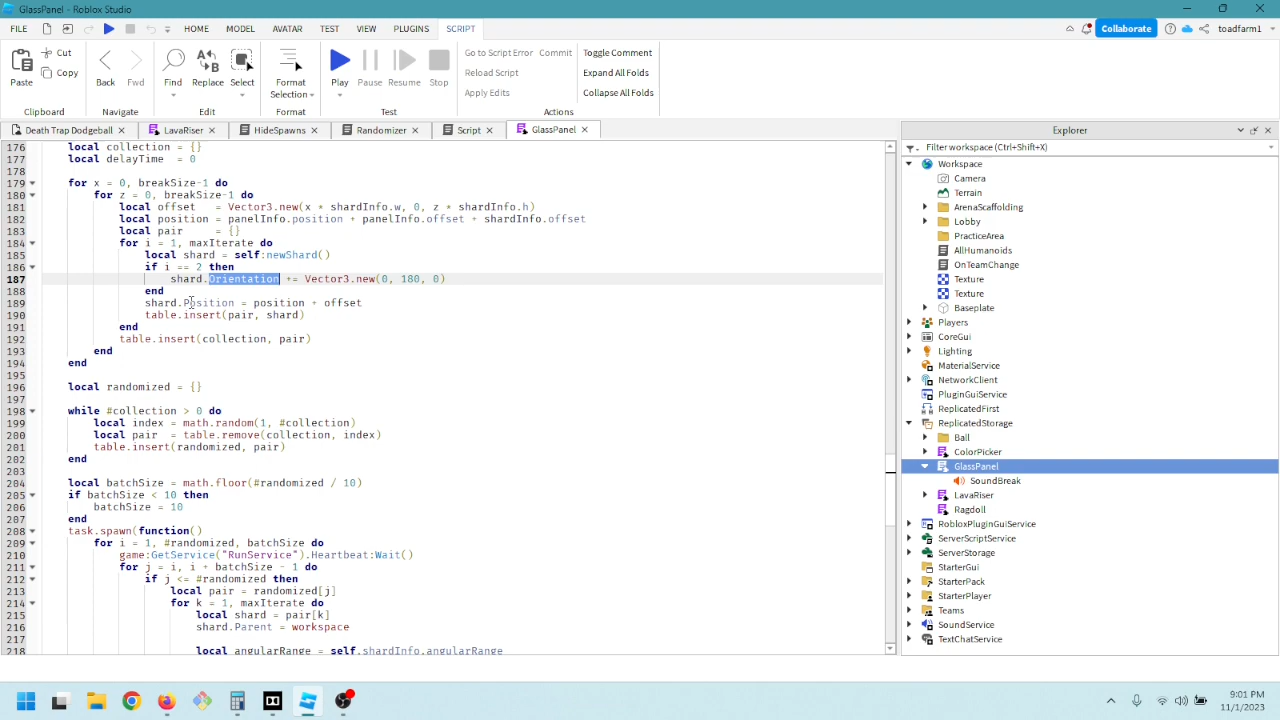 GlassPanel - Roblox Studio
FILE HOME MODEL AVATAR TEST VIEW PLUGINS SCRIPT Collaborate toadfarm1
Paste Cut Copy Back Fwd Find Replace Select Format Selection Play Pause Resume Stop Go to Script Error Commit Toggle Comment
Reload Script Expand All Folds
Apply Edits Collapse All Folds
Clipboard Navigate Edit Format Test Actions
Death Trap Dodgeball LavaRiser HideSpawns Randomizer Script GlassPanel
176 local collection = {}
177 local delayTime = 0
178
179 for x = 0, breakSize-1 do
180 for z = 0, breakSize-1 do
181 local offset = Vector3.new(x * shardInfo.w, 0, z * shardInfo.h)
182 local position = panelInfo.position + panelInfo.offset + shardInfo.offset
183 local pair = {}
184 for i = 1, maxIterate do
185 local shard = self:newShard()
186 if i == 2 then
187 shard.Orientation += Vector3.new(0, 180, 0)
188 end
189 shard.Position = position + offset
190 table.insert(pair, shard)
191 end
192 table.insert(collection, pair)
193 end
194 end
195
196 local randomized = {}
197
198 while #collection > 0 do
199 local index = math.random(1, #collection)
200 local pair = table.remove(collection, index)
201 table.insert(randomized, pair)
202 end
203
204 local batchSize = math.floor(#randomized / 10)
205 if batchSize < 10 then
206 batchSize = 10
207 end
208 task.spawn(function()
209 for i = 1, #randomized, batchSize do
210 game:GetService("RunService").Heartbeat:Wait()
211 for j = i, i + batchSize - 1 do
212 if j <= #randomized then
213 local pair = randomized[j]
214 for k = 1, maxIterate do
215 local shard = pair[k]
216 shard.Parent = workspace
217
218 local angularRange = self.shardInfo.angularRange
Explorer
Filter workspace (Ctrl+Shift+X)
Workspace
Camera
Terrain
ArenaScaffolding
Lobby
PracticeArea
AllHumanoids
OnTeamChange
Texture
Texture
Baseplate
Players
CoreGui
Lighting
MaterialService
NetworkClient
PluginGuiService
ReplicatedFirst
ReplicatedStorage
Ball
ColorPicker
GlassPanel
SoundBreak
LavaRiser
Ragdoll
RobloxPluginGuiService
ServerScriptService
ServerStorage
StarterGui
StarterPack
StarterPlayer
Teams
SoundService
TextChatService
9:01 PM
11/1/2023